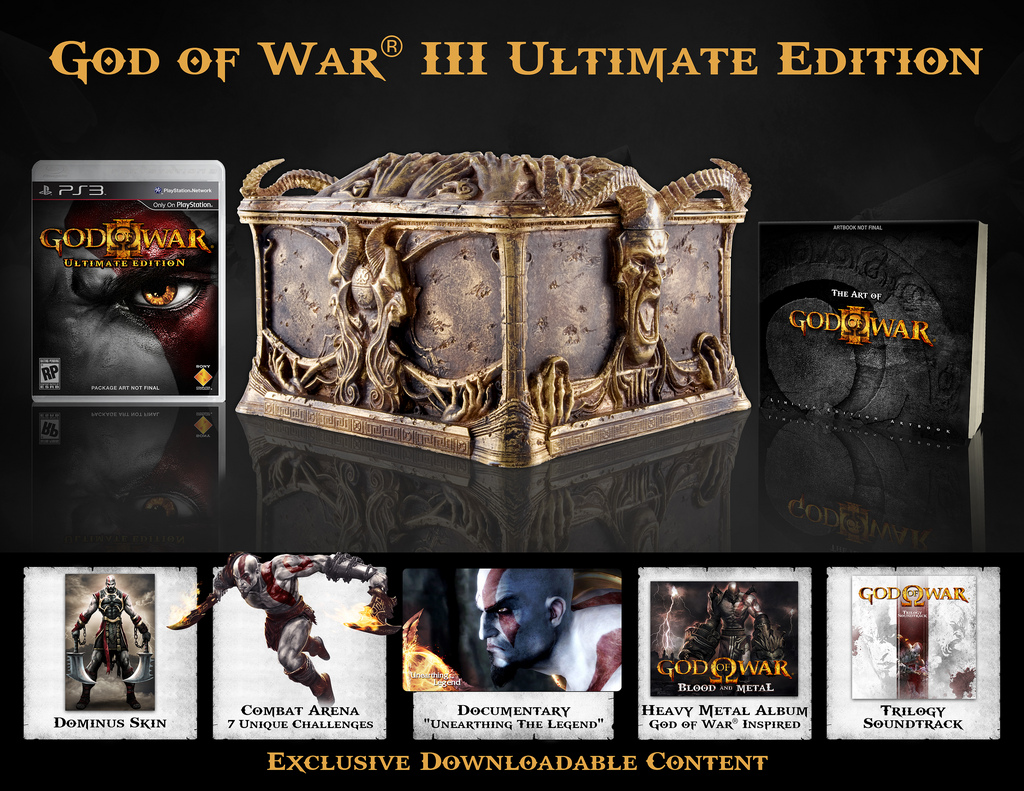 God of War® III Ultimate Edition
PS3
PlayStation Network
Only On PlayStation.
GOD OF WAR III
ULTIMATE EDITION
RP
PACKAGE ART NOT FINAL
SONY
ARTBOOK NOT FINAL
THE ART OF
GOD OF WAR III
Dominus Skin
Combat Arena
7 Unique Challenges
Unearthing the Legend
Documentary
"Unearthing The Legend"
GOD OF WAR
BLOOD AND METAL
Heavy Metal Album
God of War® Inspired
GOD OF WAR
TRILOGY
SOUNDTRACK
Trilogy
Soundtrack
Exclusive Downloadable Content